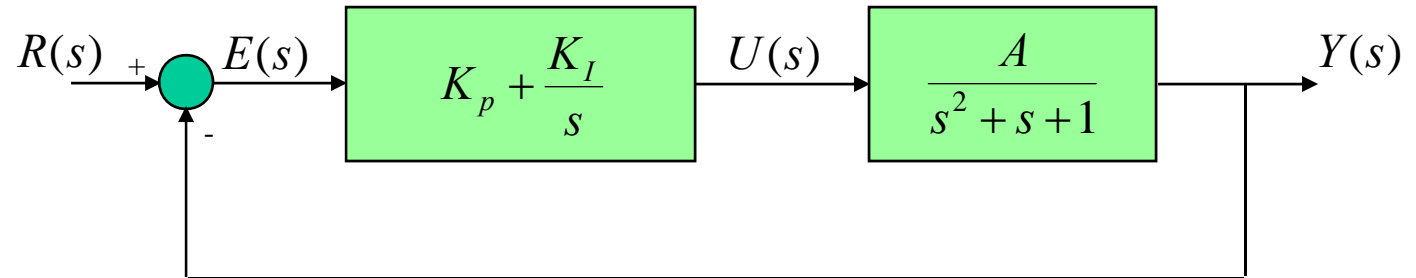 R(s) + E(s) K_p + K_I/s U(s) A/(s^2 + s + 1) Y(s)
-